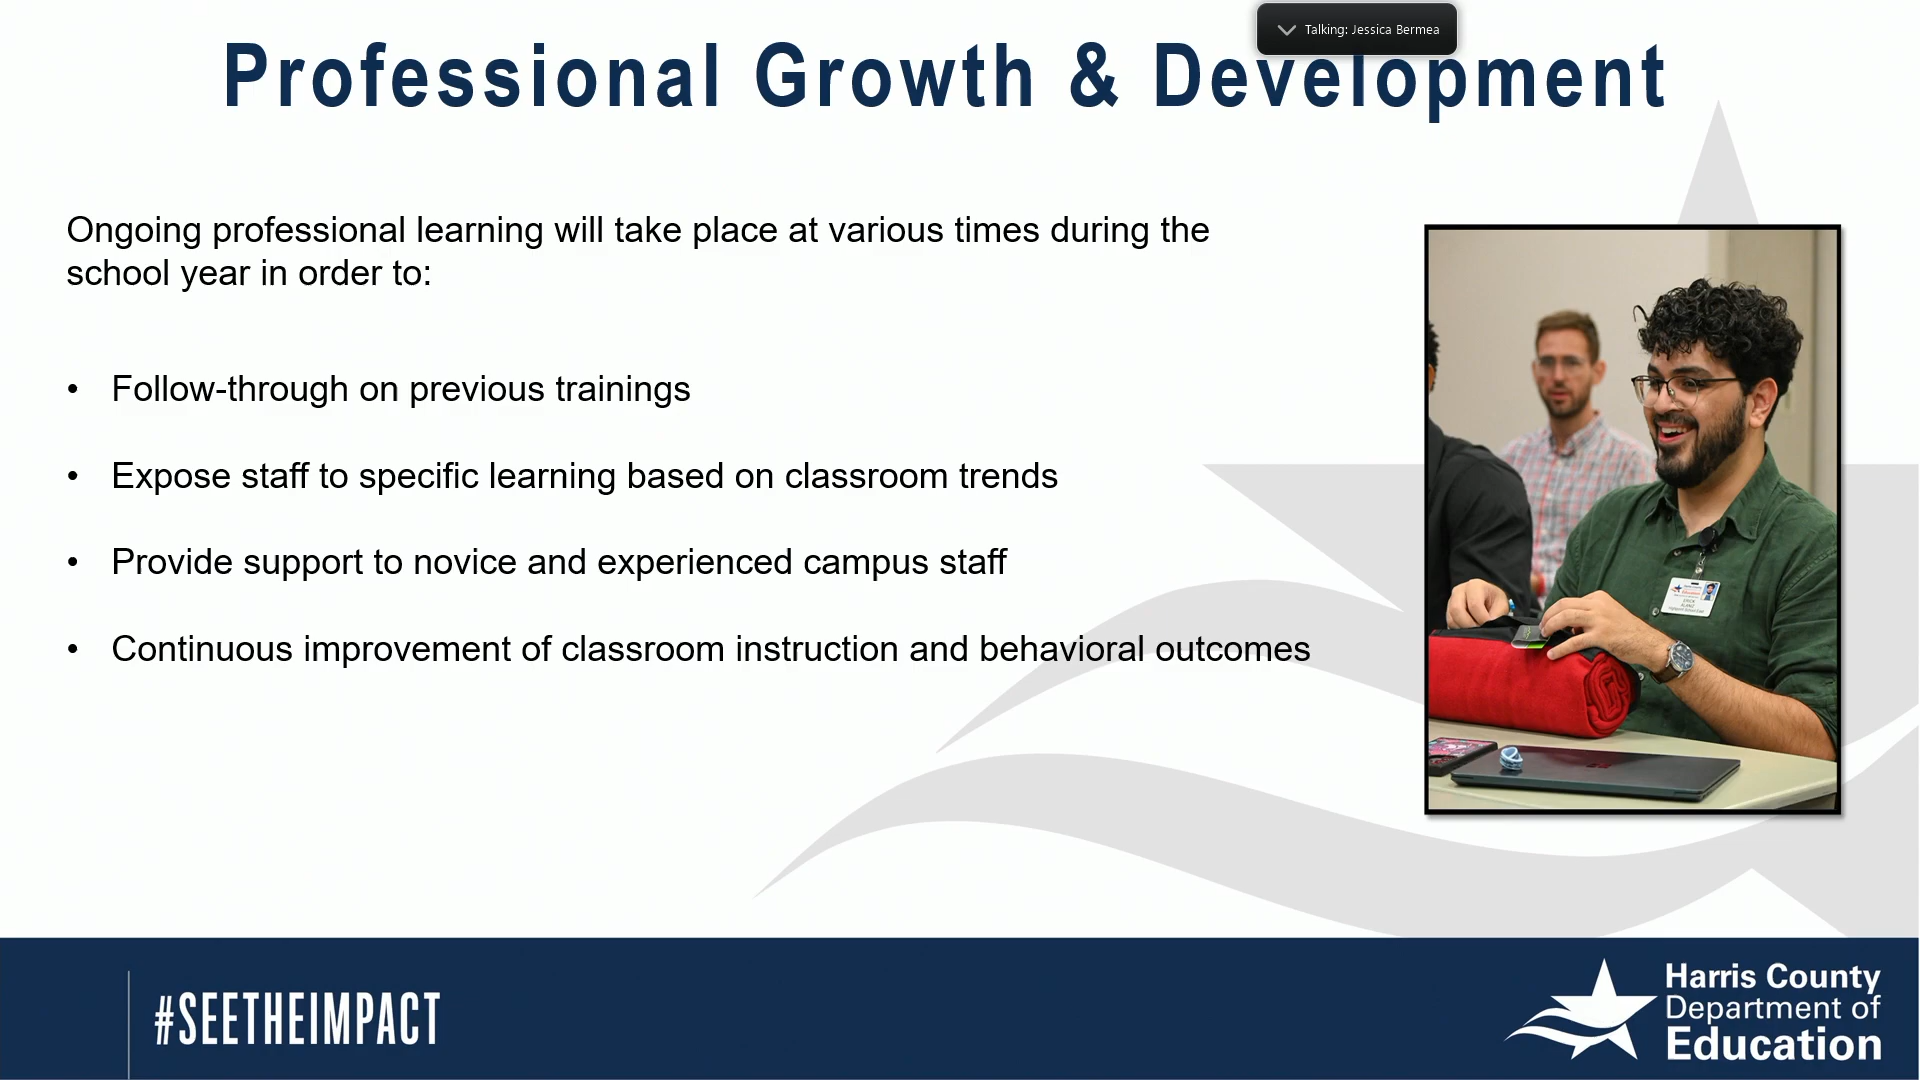 Talking: Jessica Bermea
Professional Growth & Development
Ongoing professional learning will take place at various times during the
school year in order to:
• Follow-through on previous trainings
• Expose staff to specific learning based on classroom trends
• Provide support to novice and experienced campus staff
• Continuous improvement of classroom instruction and behavioral outcomes
#SEETHEIMPACT
Harris County
Department of
Education